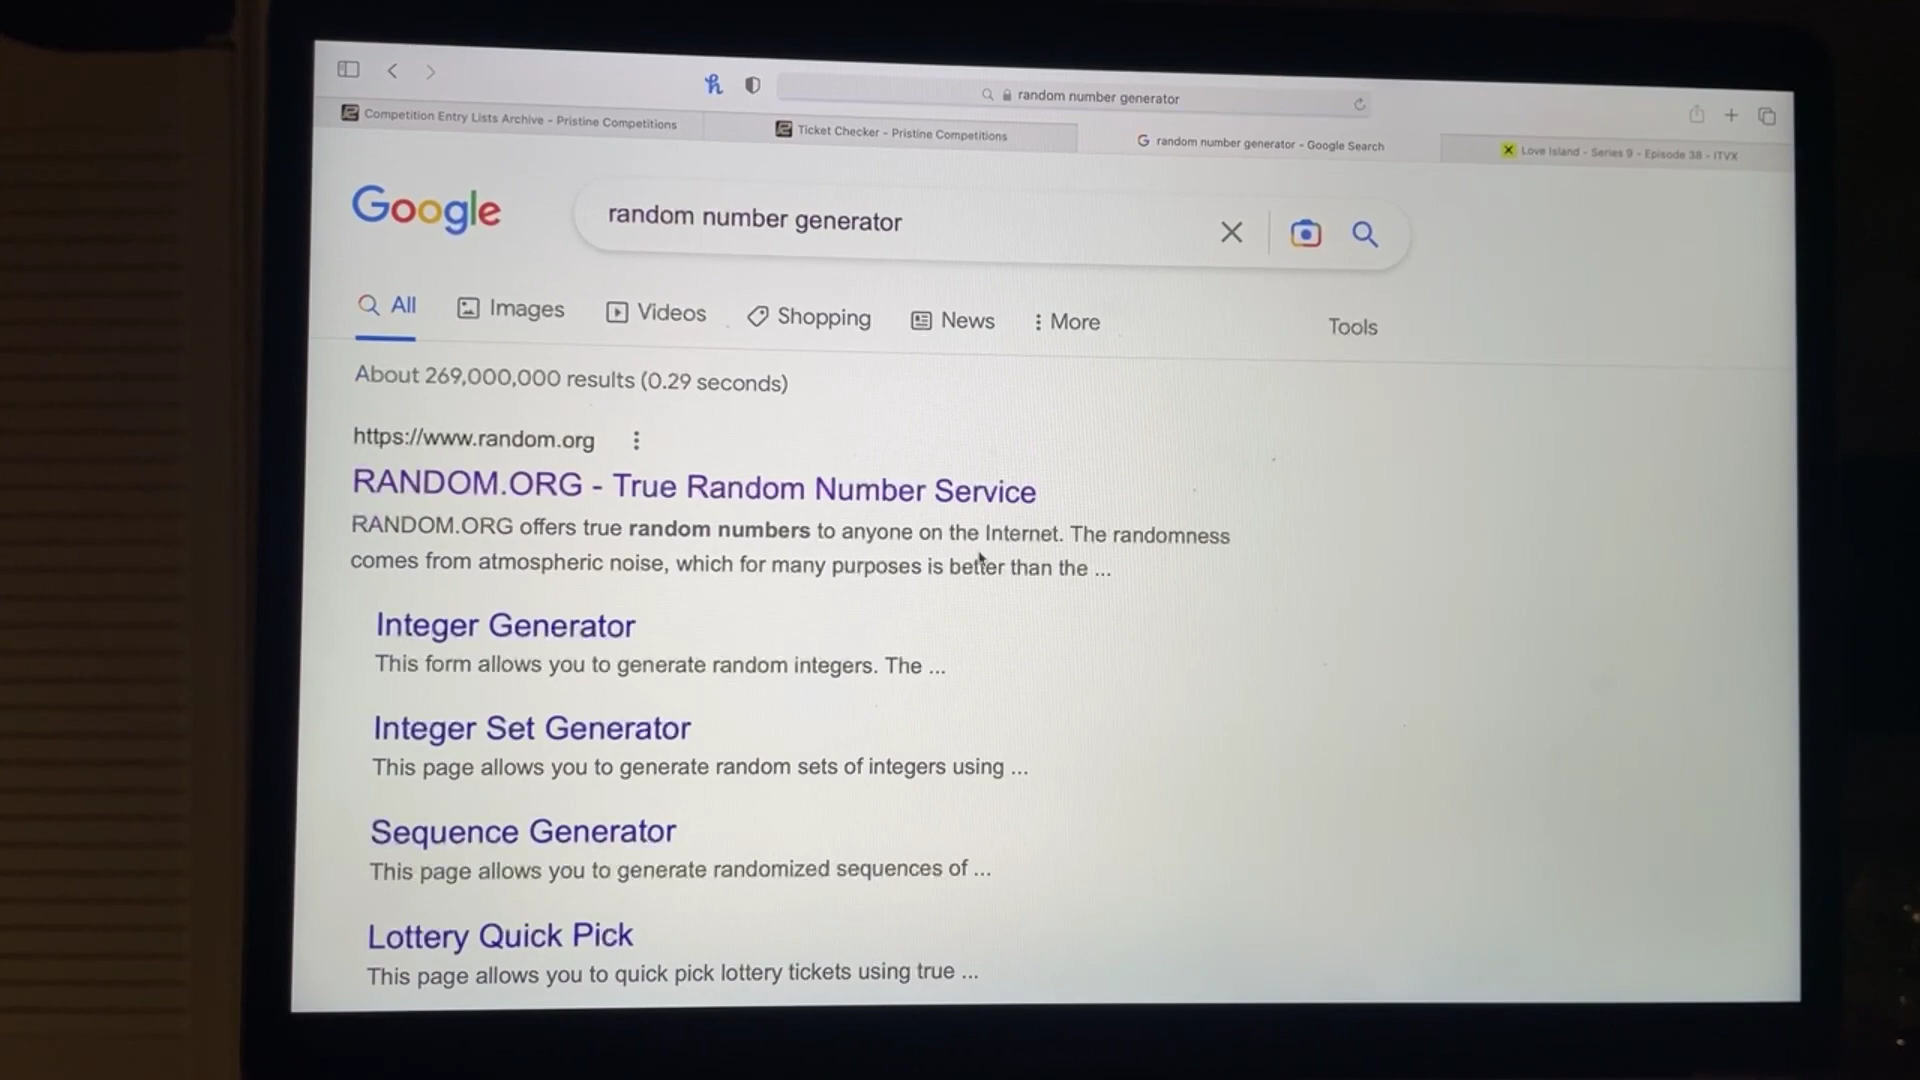 random number generator
Competition Entry Lists Archive - Pristine Competitions
Ticket Checker - Pristine Competitions
random number generator - Google Search
Love Island - Series 9 - Episode 38 - ITVX
Google
random number generator
All
Images
Videos
Shopping
News
More
Tools
About 269,000,000 results (0.29 seconds)
https://www.random.org
RANDOM.ORG - True Random Number Service
RANDOM.ORG offers true random numbers to anyone on the Internet. The randomness
comes from atmospheric noise, which for many purposes is better than the ...
Integer Generator
This form allows you to generate random integers. The ...
Integer Set Generator
This page allows you to generate random sets of integers using ...
Sequence Generator
This page allows you to generate randomized sequences of ...
Lottery Quick Pick
This page allows you to quick pick lottery tickets using true ...